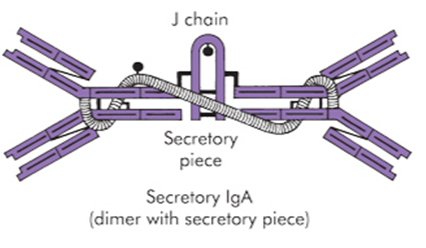 J chain
Secretory
piece
Secretory IgA
(dimer with secretory piece)